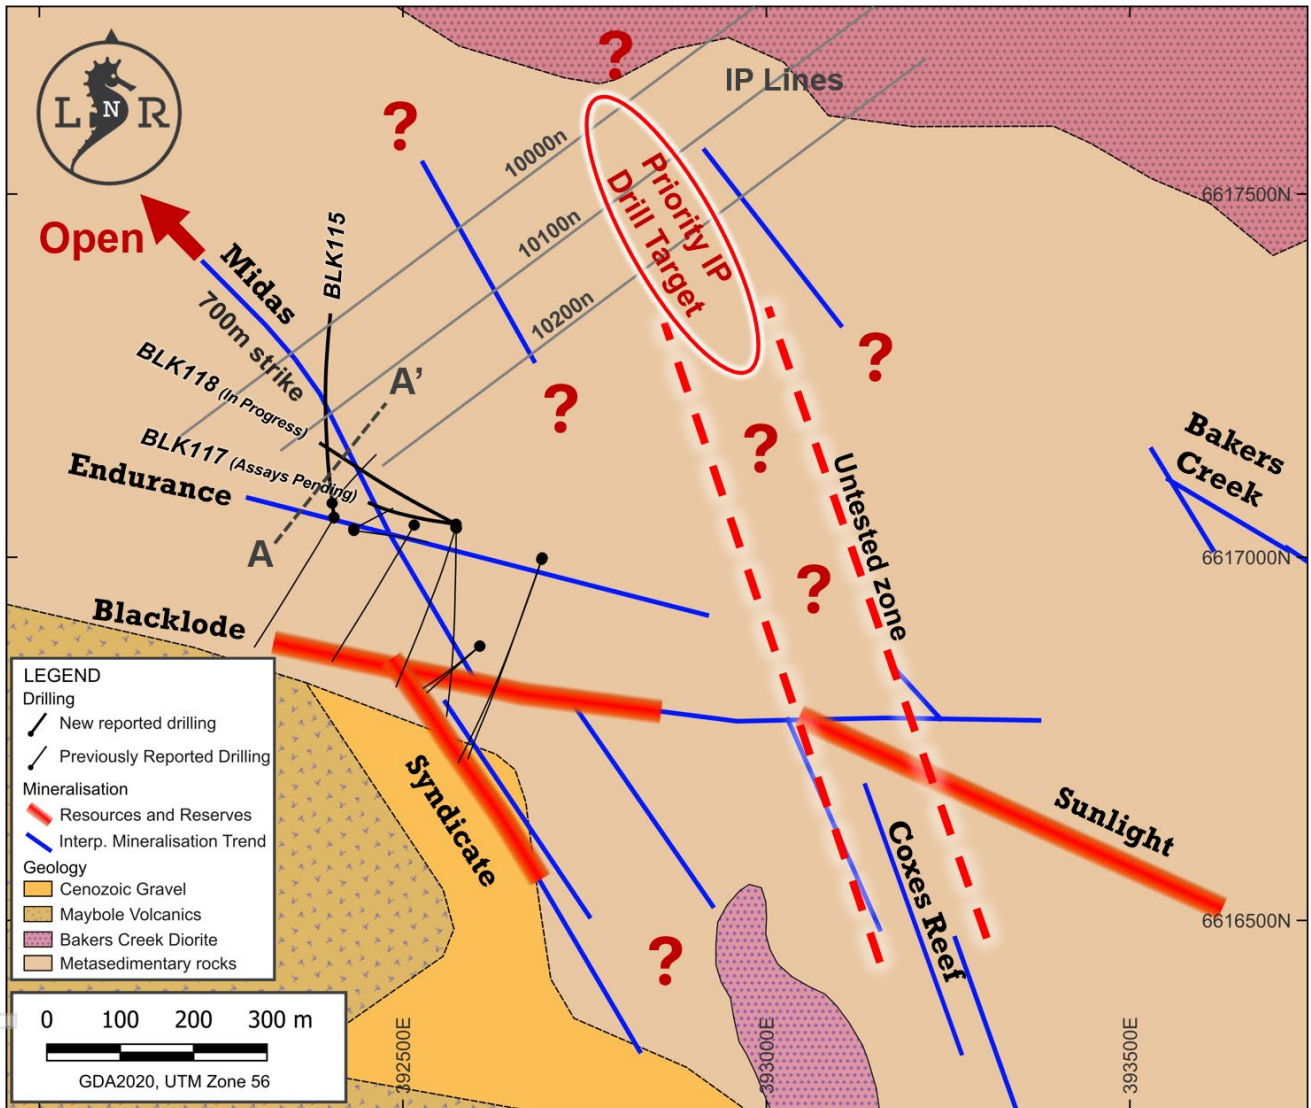 L N R
IP Lines
10000n
10100n
10200n
Priority IP
Drill Target
?
?
?
?
?
?
?
?
6617500N
Open
Midas
700m strike
BLK115
BLK118 (In Progress)
BLK117 (Assays Pending)
A'
A
Endurance
Blacklode
Untested zone
Bakers
Creek
6617000N
Syndicate
Sunlight
Coxes Reef
6616500N
392500E
393000E
393500E
LEGEND
Drilling
New reported drilling
Previously Reported Drilling
Mineralisation
Resources and Reserves
Interp. Mineralisation Trend
Geology
Cenozoic Gravel
Maybole Volcanics
Bakers Creek Diorite
Metasedimentary rocks
0 100 200 300 m
GDA2020, UTM Zone 56